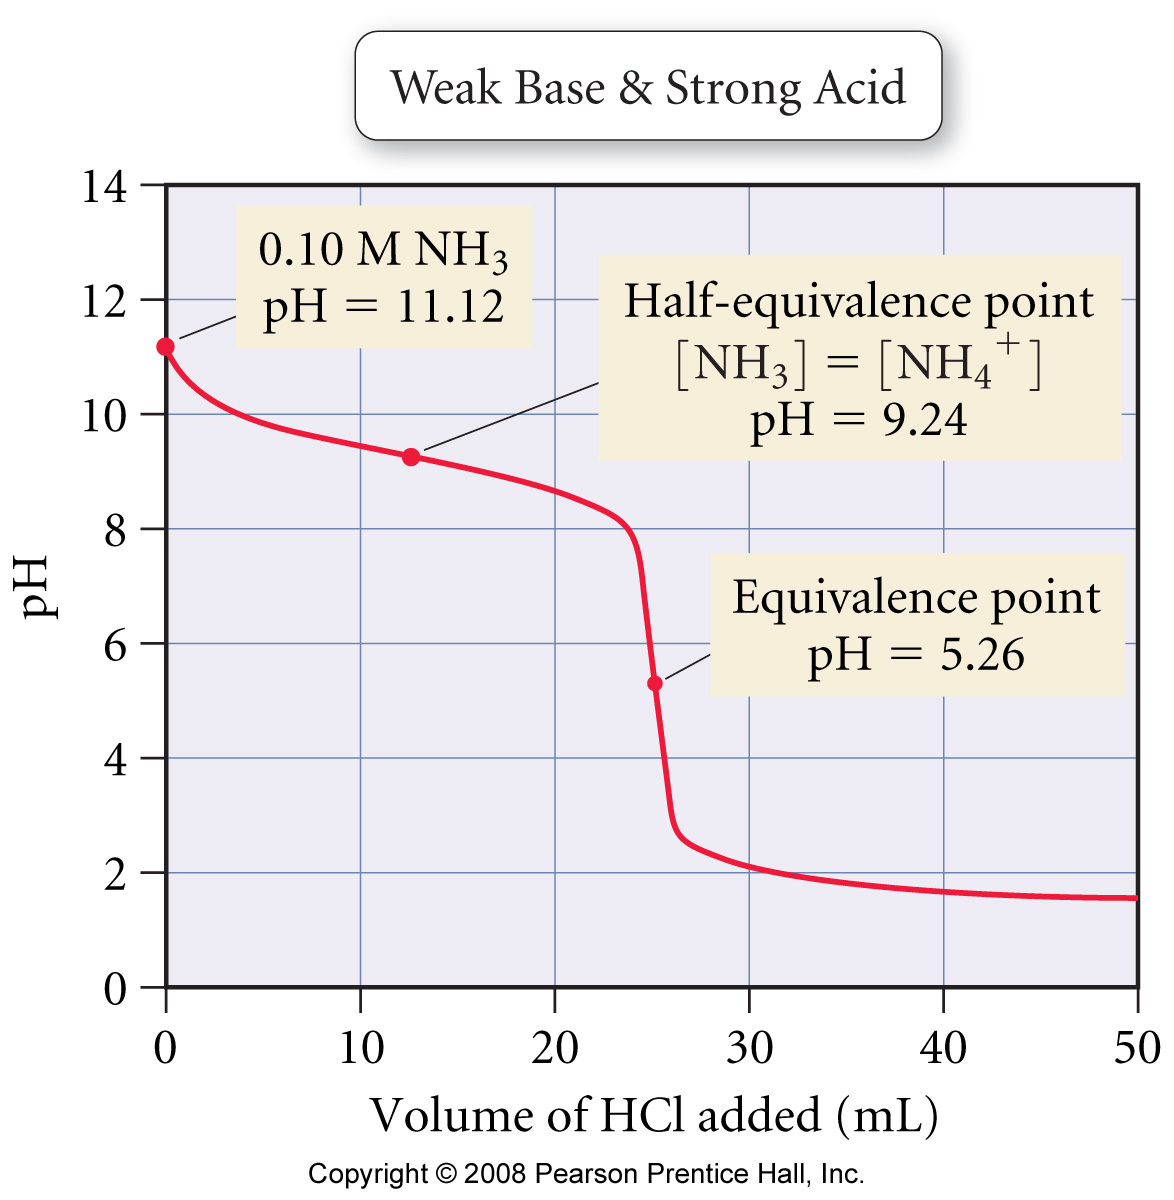 Weak Base & Strong Acid
14
0.10 M NH₃
pH = 11.12
12
Half-equivalence point
[NH₃] = [NH₄⁺]
pH = 9.24
10
8
Equivalence point
pH = 5.26
6
4
2
0
pH
0 10 20 30 40 50
Volume of HCl added (mL)
Copyright © 2008 Pearson Prentice Hall, Inc.